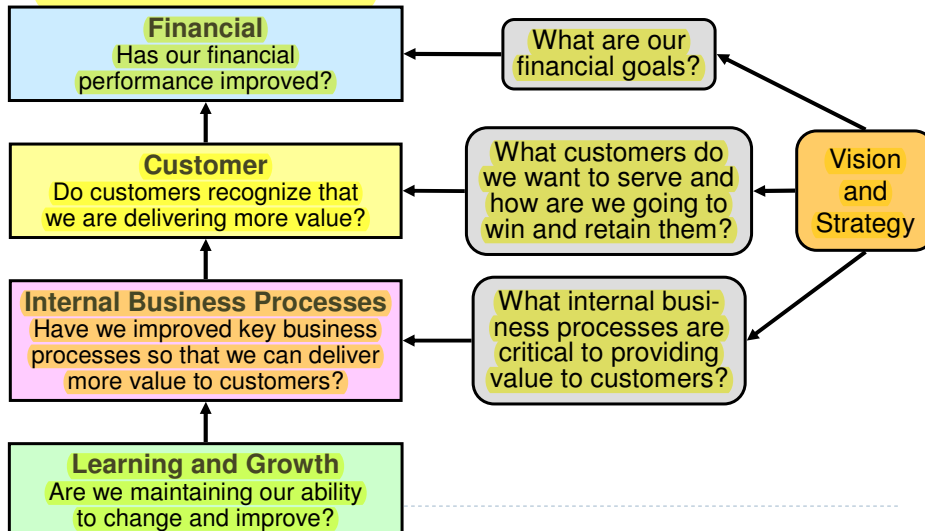 Financial
Has our financial
performance improved?
What are our
financial goals?
Customer
Do customers recognize that
we are delivering more value?
What customers do
we want to serve and
how are we going to
win and retain them?
Vision
and
Strategy
Internal Business Processes
Have we improved key business
processes so that we can deliver
more value to customers?
What internal busi-
ness processes are
critical to providing
value to customers?
Learning and Growth
Are we maintaining our ability
to change and improve?